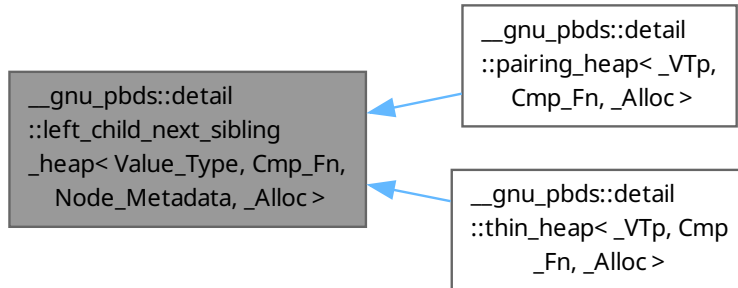 __gnu_pbds::detail
::left_child_next_sibling
_heap< Value_Type, Cmp_Fn,
Node_Metadata, _Alloc >
__gnu_pbds::detail
::pairing_heap< _VTp,
Cmp_Fn, _Alloc >
__gnu_pbds::detail
::thin_heap< _VTp, Cmp
_Fn, _Alloc >